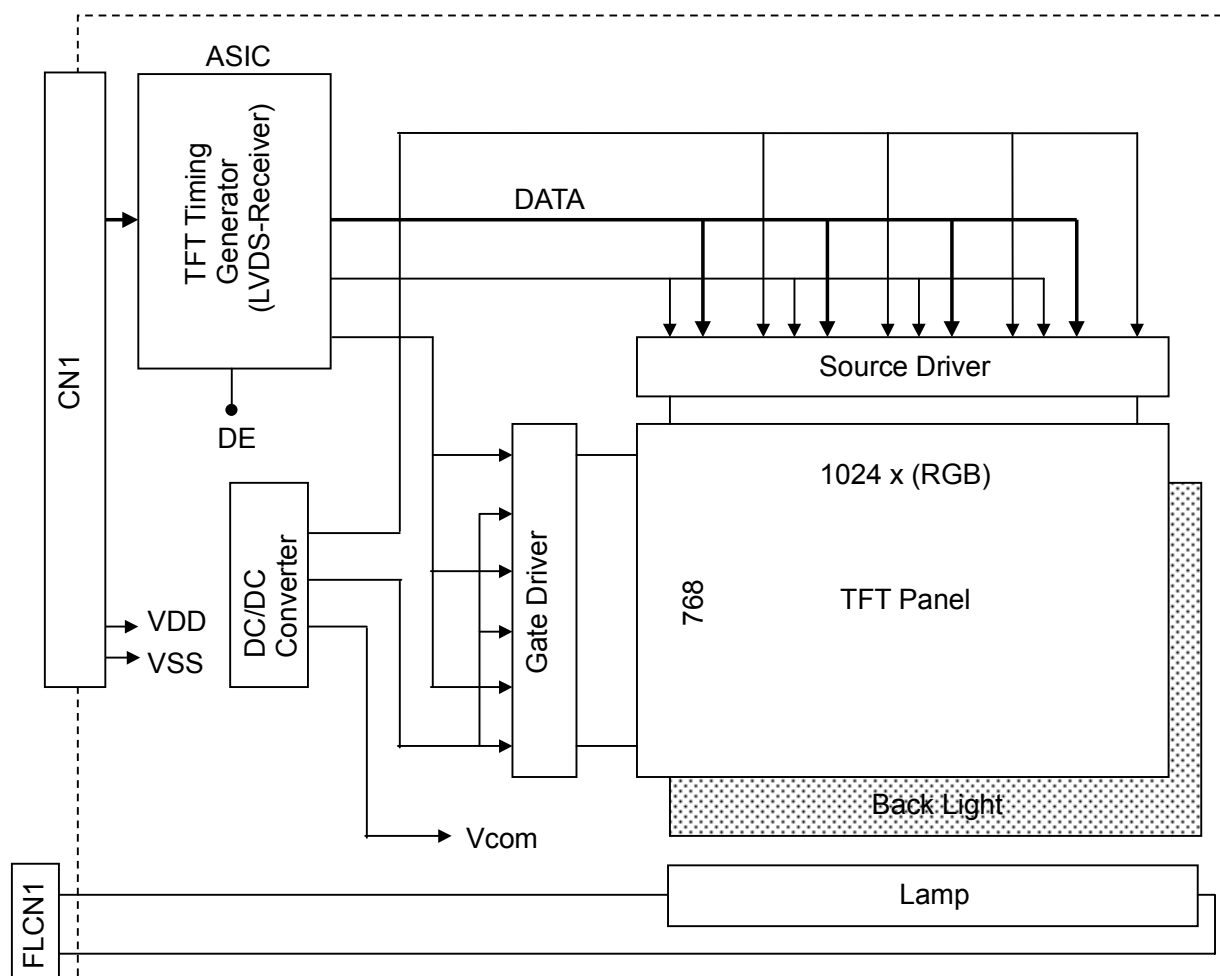 ASIC
CN1
TFT Timing
Generator
(LVDS-Receiver)
DATA
Source Driver
DE
1024 x (RGB)
768
TFT Panel
Gate Driver
DC/DC
Converter
VDD
VSS
Back Light
Vcom
FLCN1
Lamp